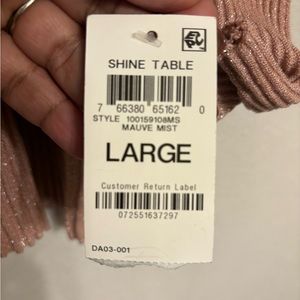 SHINE TABLE
7 66380 65162 0
STYLE 100159108MS
MAUVE MIST
LARGE
Customer Return Label
072551637297
DA03-001